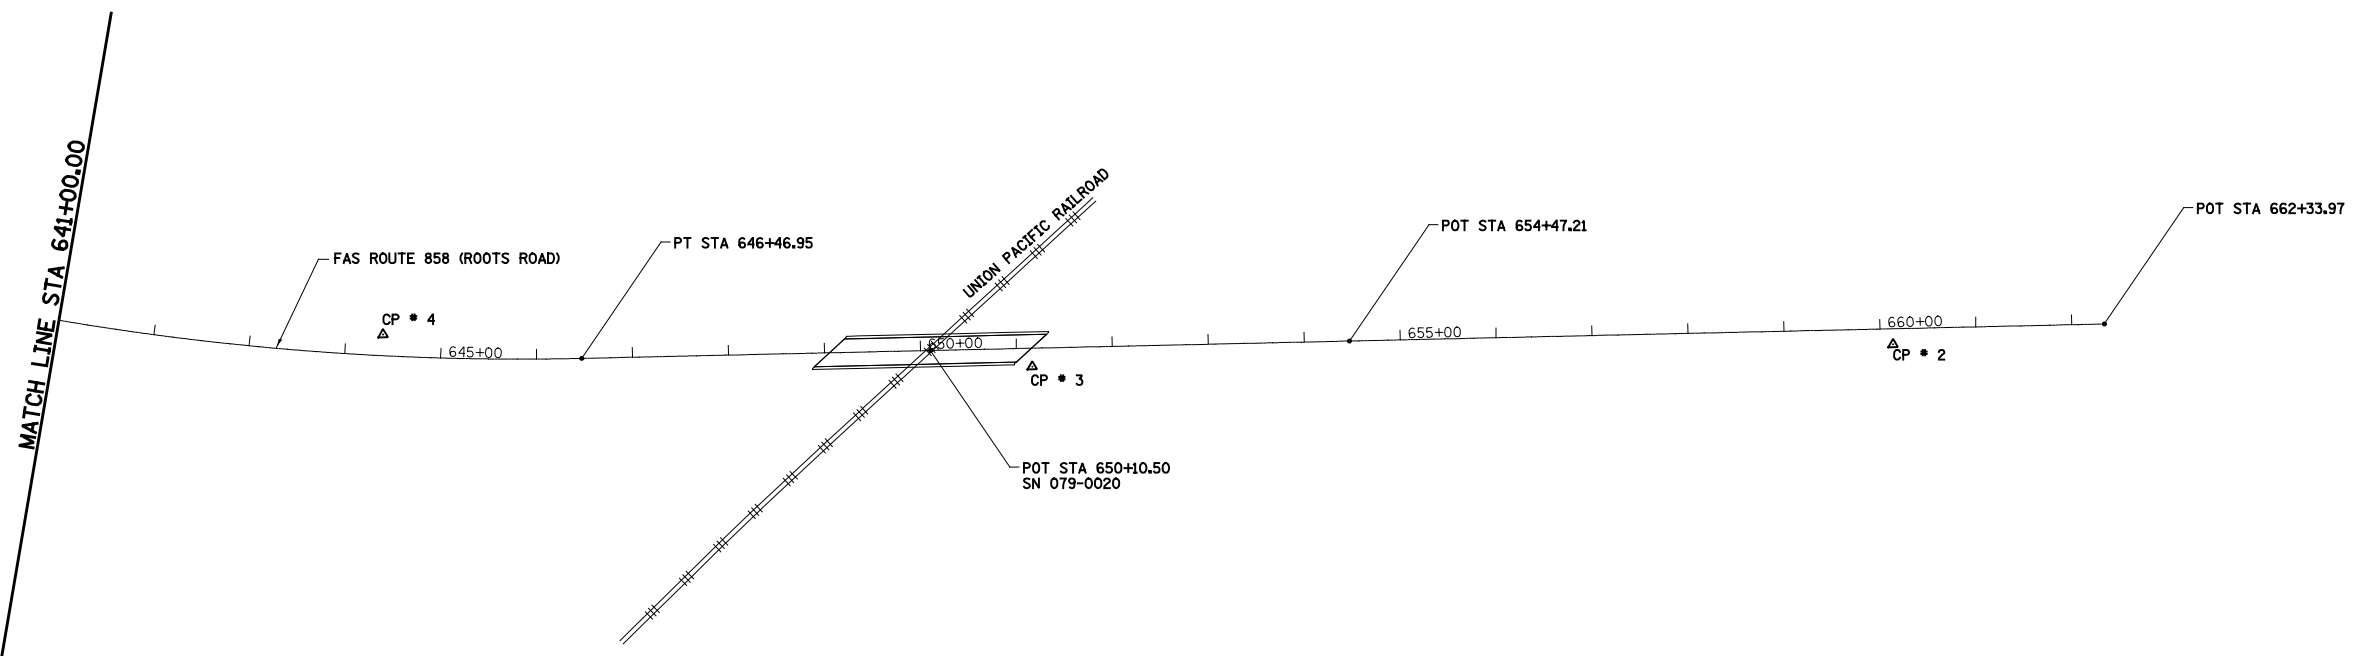 MATCH LINE STA 641+00.00
FAS ROUTE 858 (ROOTS ROAD)
CP # 4
645+00
PT STA 646+46.95
UNION PACIFIC RAILROAD
650+00
CP # 3
POT STA 650+10.50
SN 079-0020
POT STA 654+47.21
655+00
660+00
CP # 2
POT STA 662+33.97